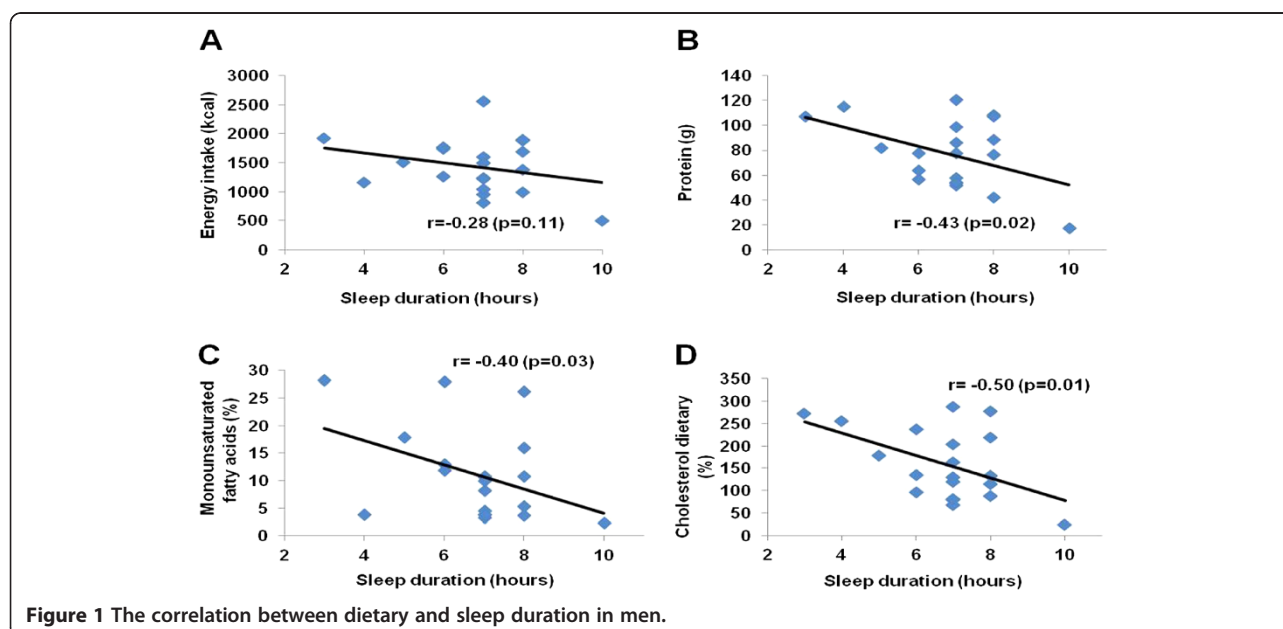 A
Energy intake (kcal)
3000
2500
2000
1500
1000
500
0
r=-0.28 (p=0.11)
2 4 6 8 10
Sleep duration (hours)
B
Protein (g)
140
120
100
80
60
40
20
0
r= -0.43 (p=0.02)
2 4 6 8 10
Sleep duration (hours)
C
Monounsaturated
fatty acids (%)
r= -0.40 (p=0.03)
30
25
20
15
10
5
0
2 4 6 8 10
Sleep duration (hours)
D
Cholesterol dietary
(%)
r= -0.50 (p=0.01)
350
300
250
200
150
100
50
0
2 4 6 8 10
Sleep duration (hours)
Figure 1 The correlation between dietary and sleep duration in men.